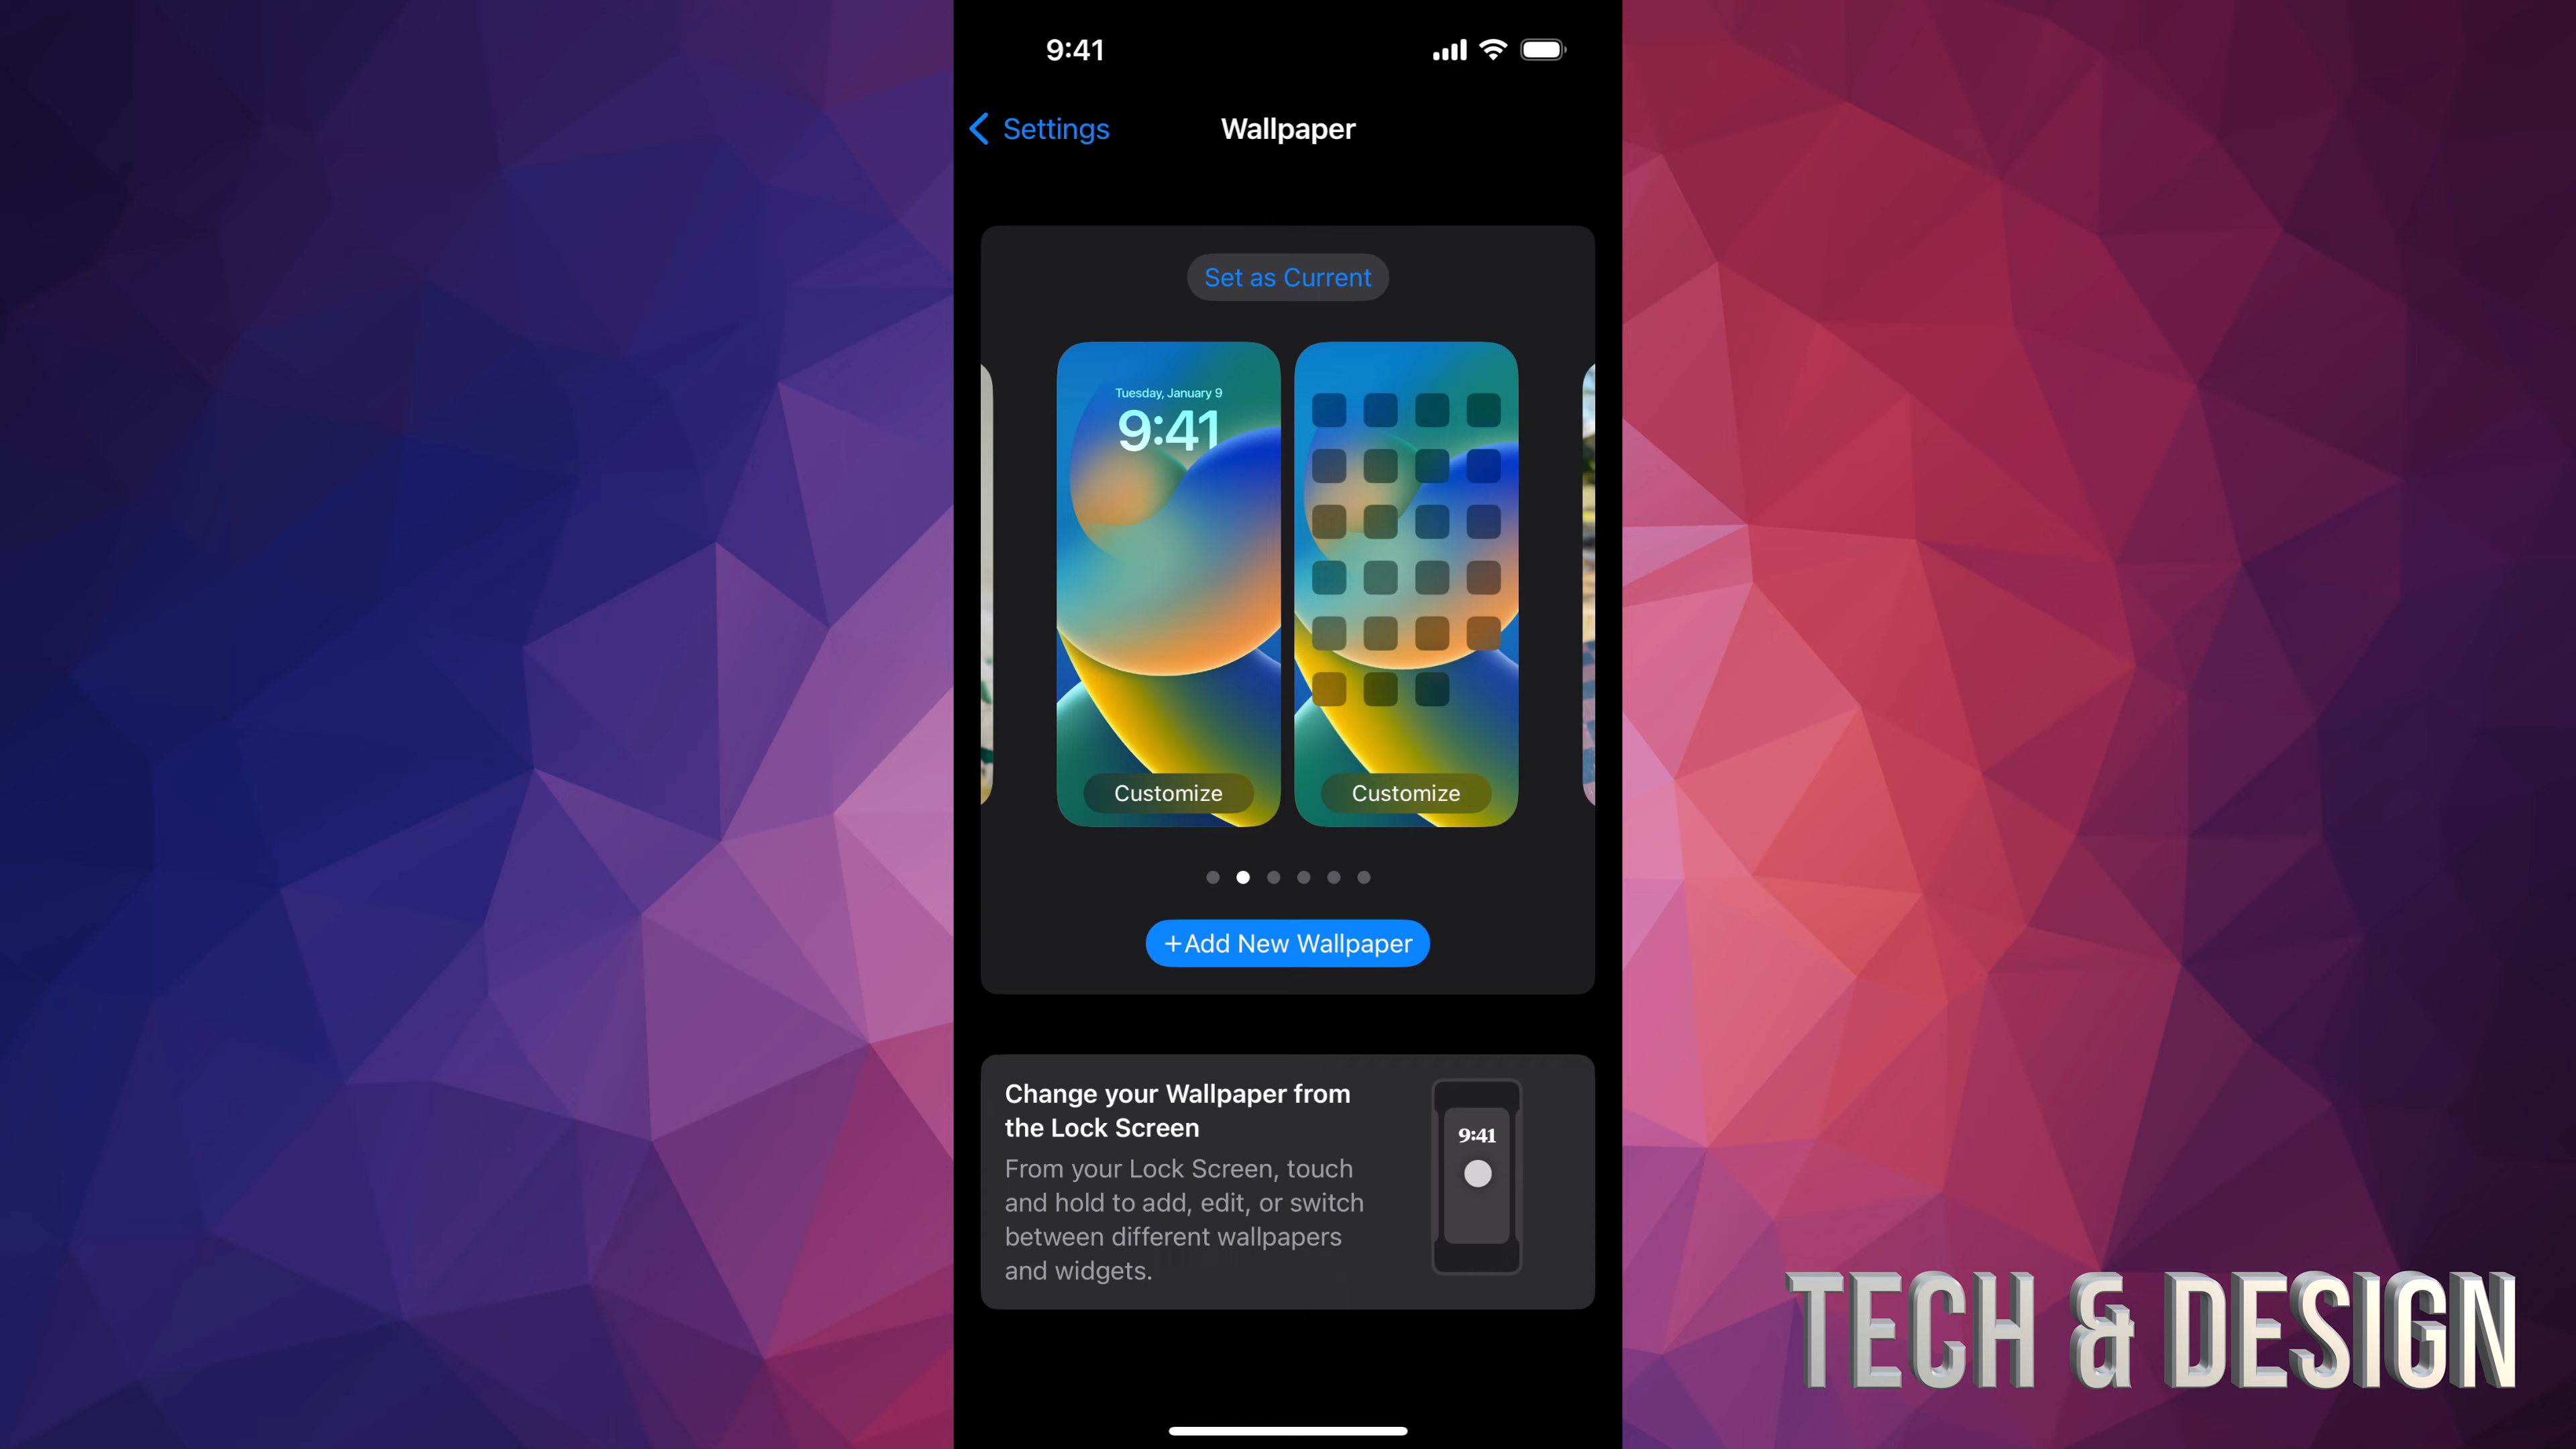 9:41
Settings
Wallpaper
Set as Current
Tuesday, January 9
9:41
Customize
Customize
+Add New Wallpaper
Change your Wallpaper from
the Lock Screen
From your Lock Screen, touch
and hold to add, edit, or switch
between different wallpapers
and widgets.
9:41
TECH & DESIGN